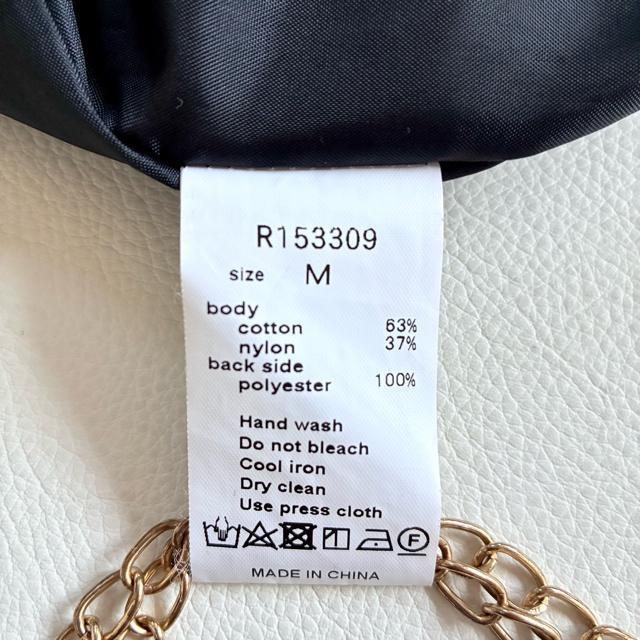 R153309
size M
body
cotton 63%
nylon 37%
back side
polyester 100%
Hand wash
Do not bleach
Cool iron
Dry clean
Use press cloth
F
MADE IN CHINA